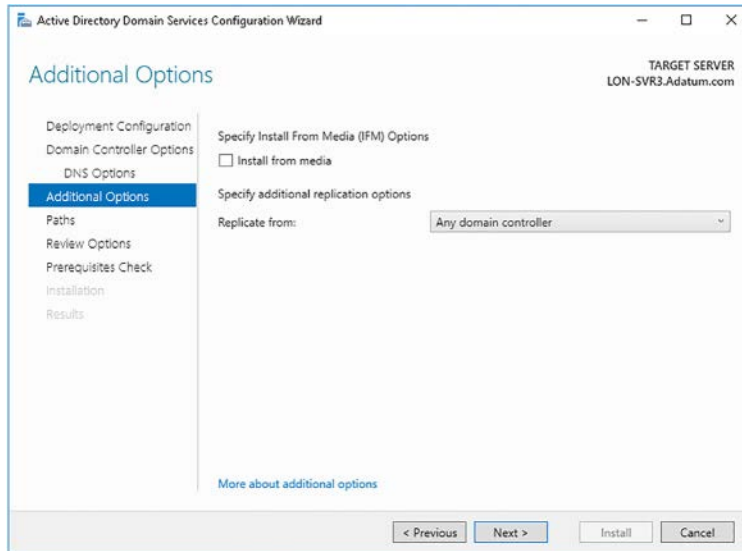 Active Directory Domain Services Configuration Wizard
Additional Options
TARGET SERVER
LON-SVR3.Adatum.com
Deployment Configuration
Domain Controller Options
DNS Options
Additional Options
Paths
Review Options
Prerequisites Check
Installation
Results
Specify Install From Media (IFM) Options
Install from media
Specify additional replication options
Replicate from: Any domain controller
More about additional options
< Previous Next > Install Cancel